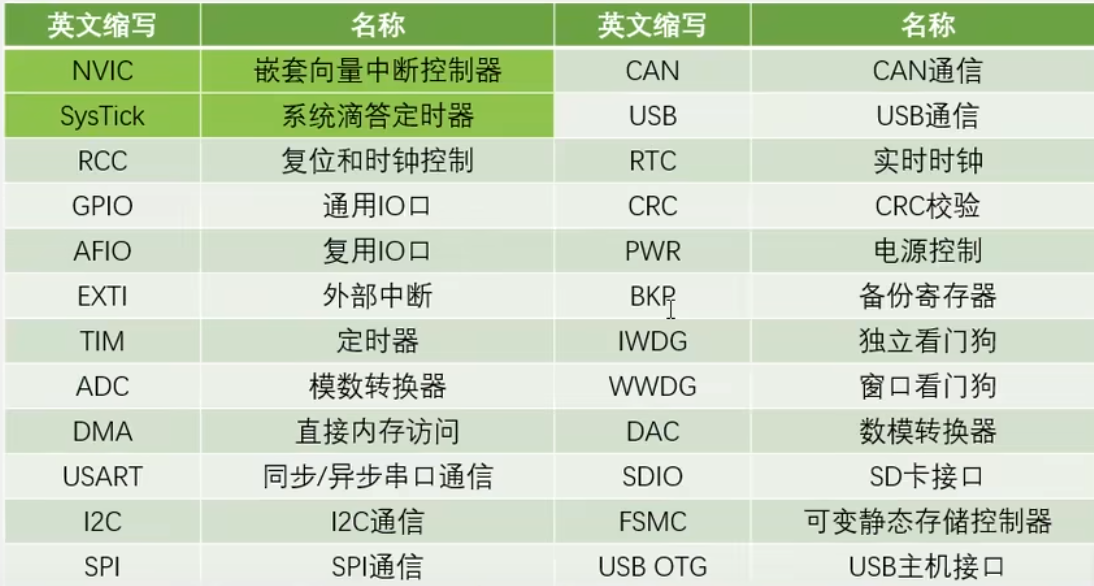 英文缩写 名称 英文缩写 名称
NVIC 嵌套向量中断控制器 CAN CAN通信
SysTick 系统滴答定时器 USB USB通信
RCC 复位和时钟控制 RTC 实时时钟
GPIO 通用IO口 CRC CRC校验
AFIO 复用IO口 PWR 电源控制
EXTI 外部中断 BKP 备份寄存器
TIM 定时器 IWDG 独立看门狗
ADC 模数转换器 WWDG 窗口看门狗
DMA 直接内存访问 DAC 数模转换器
USART 同步/异步串口通信 SDIO SD卡接口
I2C I2C通信 FSMC 可变静态存储控制器
SPI SPI通信 USB OTG USB主机接口